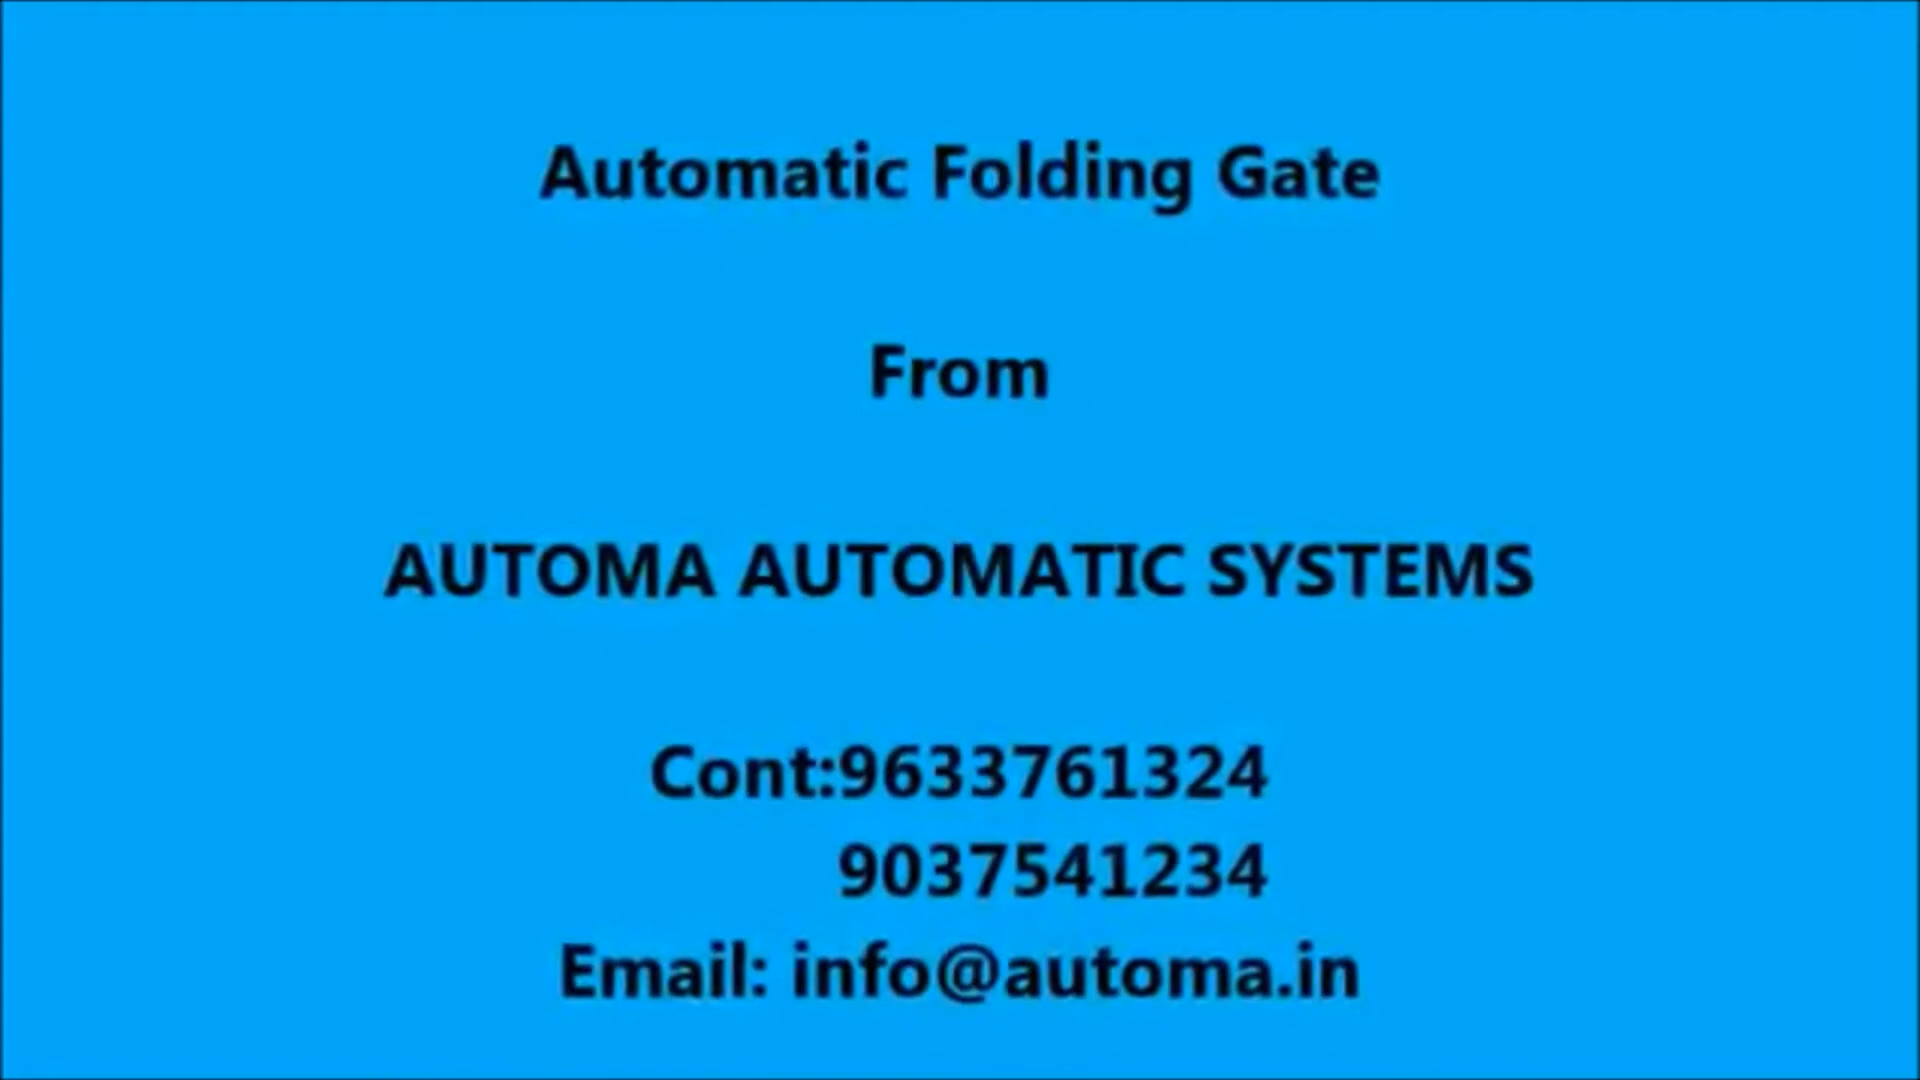 Automatic Folding Gate
From
AUTOMA AUTOMATIC SYSTEMS
Cont:9633761324
9037541234
Email: info@automa.in